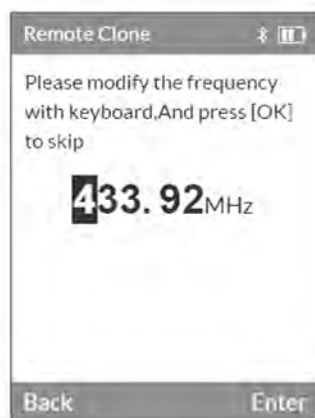 Remote Clone
Please modify the frequency
with keyboard,And press [OK]
to skip
433. 92MHz
Back Enter